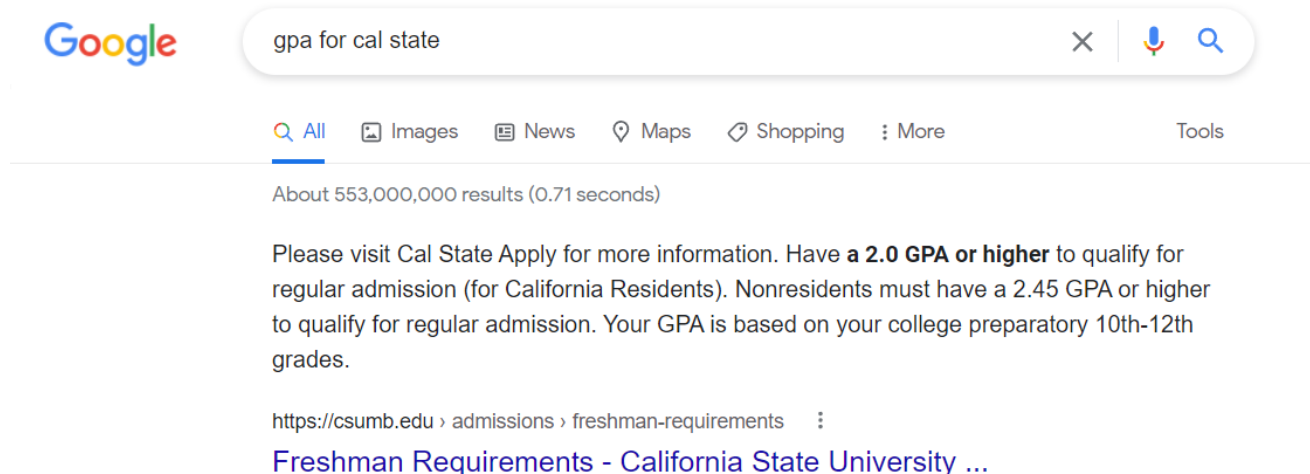 Google
gpa for cal state
All Images News Maps Shopping More Tools
About 553,000,000 results (0.71 seconds)
Please visit Cal State Apply for more information. Have a 2.0 GPA or higher to qualify for
regular admission (for California Residents). Nonresidents must have a 2.45 GPA or higher
to qualify for regular admission. Your GPA is based on your college preparatory 10th-12th
grades.
https://csumb.edu › admissions › freshman-requirements
Freshman Requirements - California State University ...